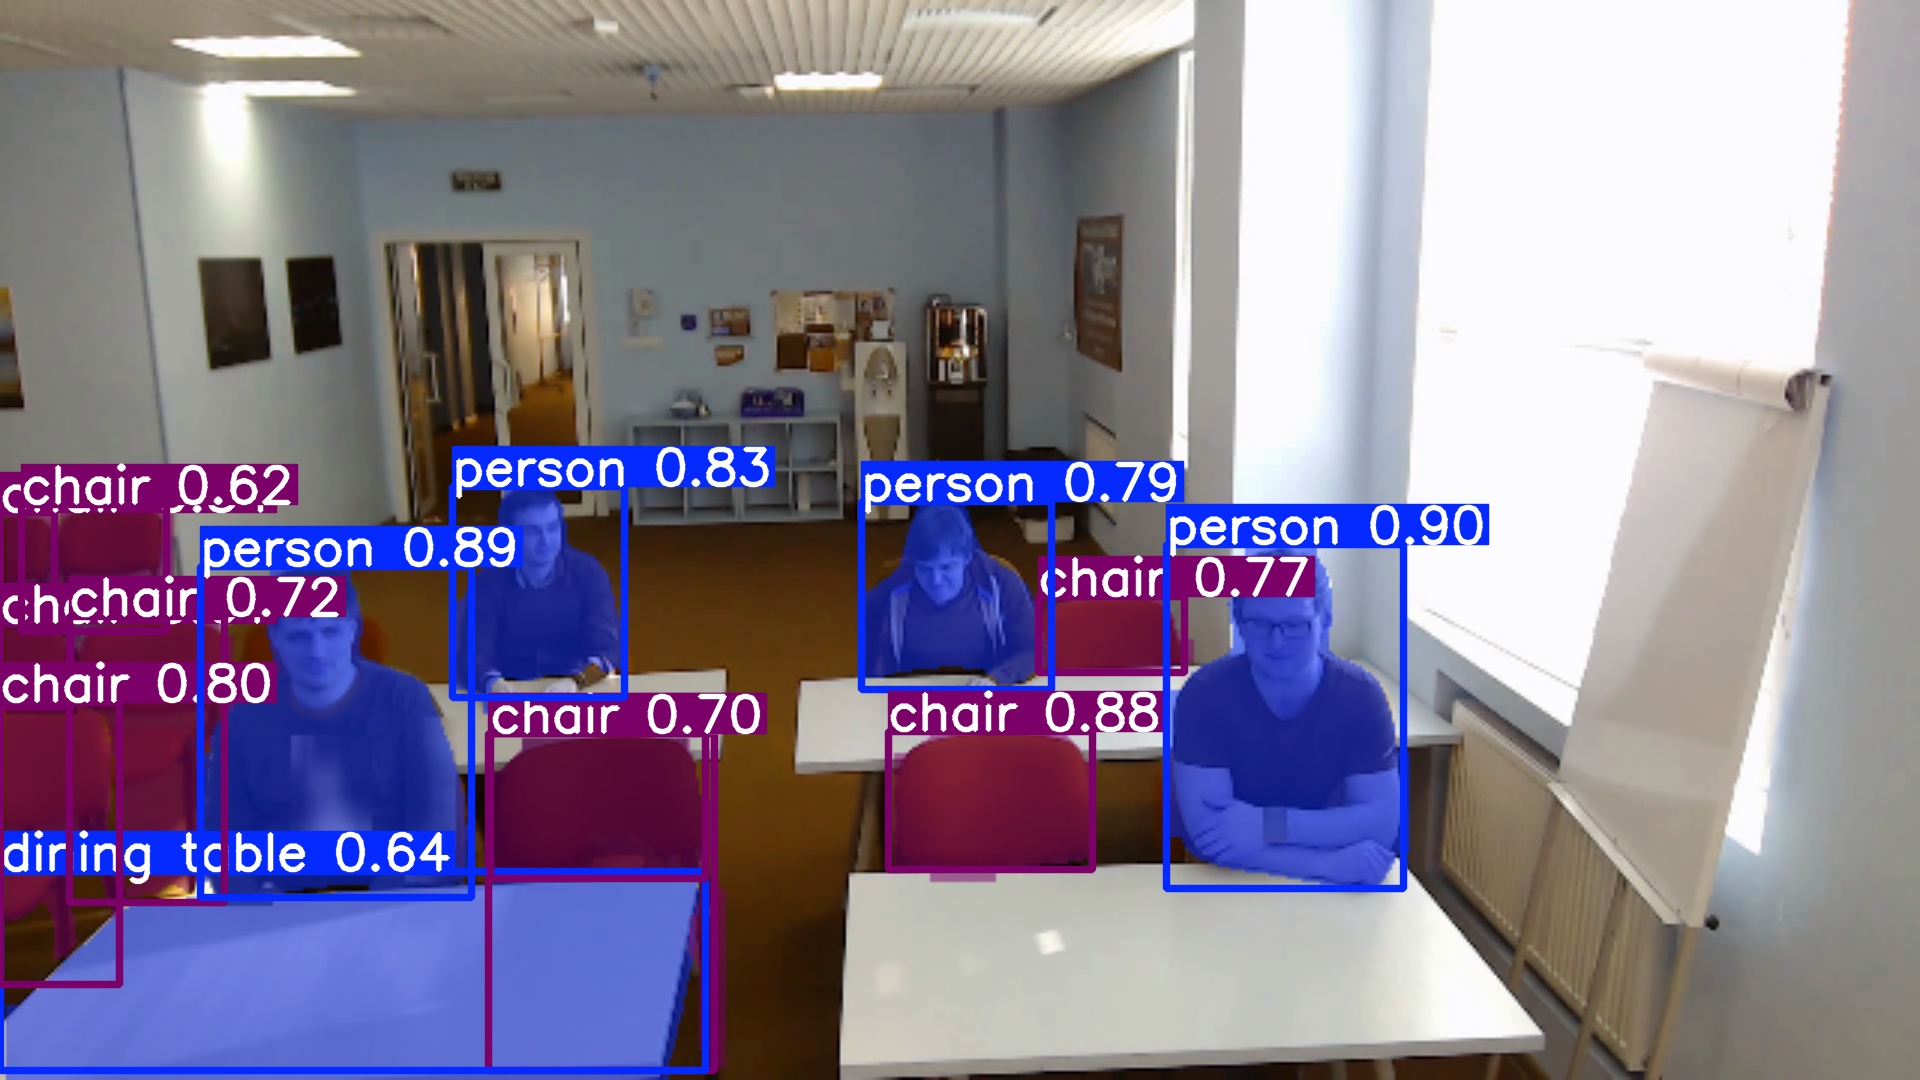 person 0.83
person 0.79
chair 0.62
person 0.90
person 0.89
chair 0.77
chair 0.72
chair 0.80
chair 0.70
chair 0.88
dining table 0.64